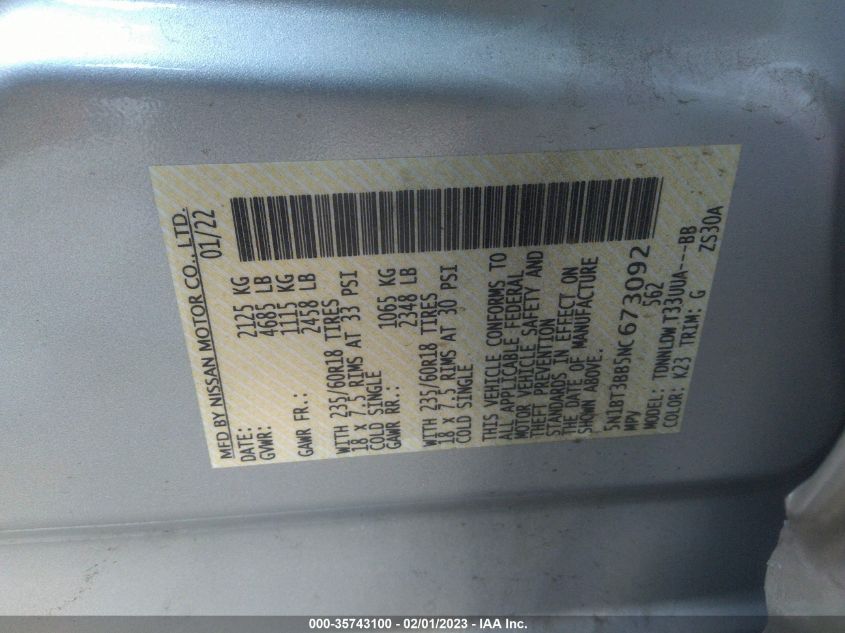 MFD BY NISSAN MOTOR CO., LTD.
DATE: 01/22
GVWR: 2125 KG
4685 LB
GAWR FR.: 1115 KG
2458 LB
WITH 235/60R18 TIRES
18 x 7.5 RIMS AT 33 PSI
COLD SINGLE
GAWR RR.: 1065 KG
2348 LB
WITH 235/60R18 TIRES
18 x 7.5 RIMS AT 30 PSI
COLD SINGLE
THIS VEHICLE CONFORMS TO
ALL APPLICABLE FEDERAL
MOTOR VEHICLE SAFETY AND
THEFT PREVENTION
STANDARDS IN EFFECT ON
THE DATE OF MANUFACTURE
SHOWN ABOVE.
5N1BT3BB5NC673092
MPV 562
MODEL: TDNNLDWT33UUA---BB
COLOR: K23 TRIM: G ZS30A
000-35743100 - 02/01/2023 - IAA Inc.